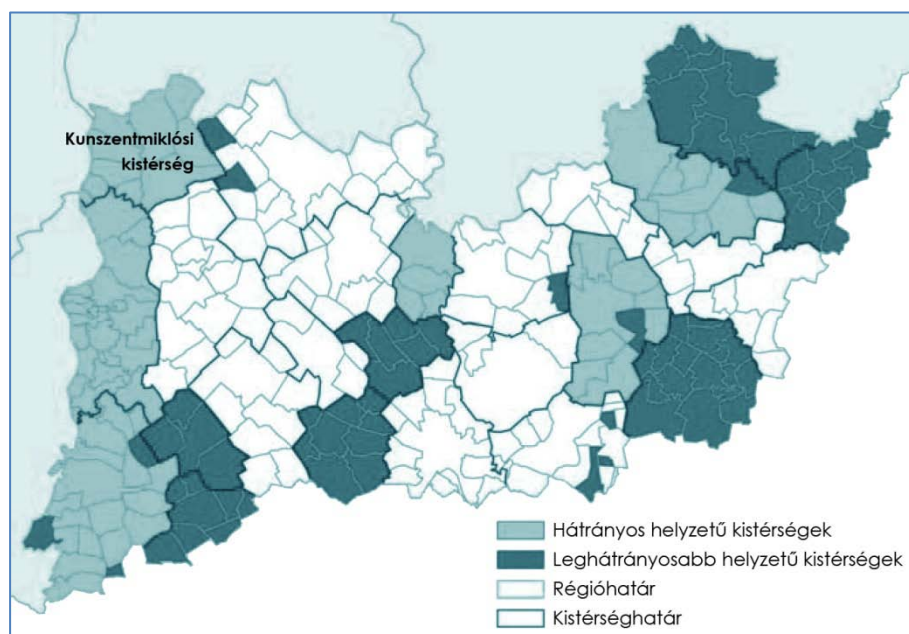 Kunszentmiklósi
kistérség
Hátrányos helyzetű kistérségek
Leghátrányosabb helyzetű kistérségek
Régióhatár
Kistérséghatár